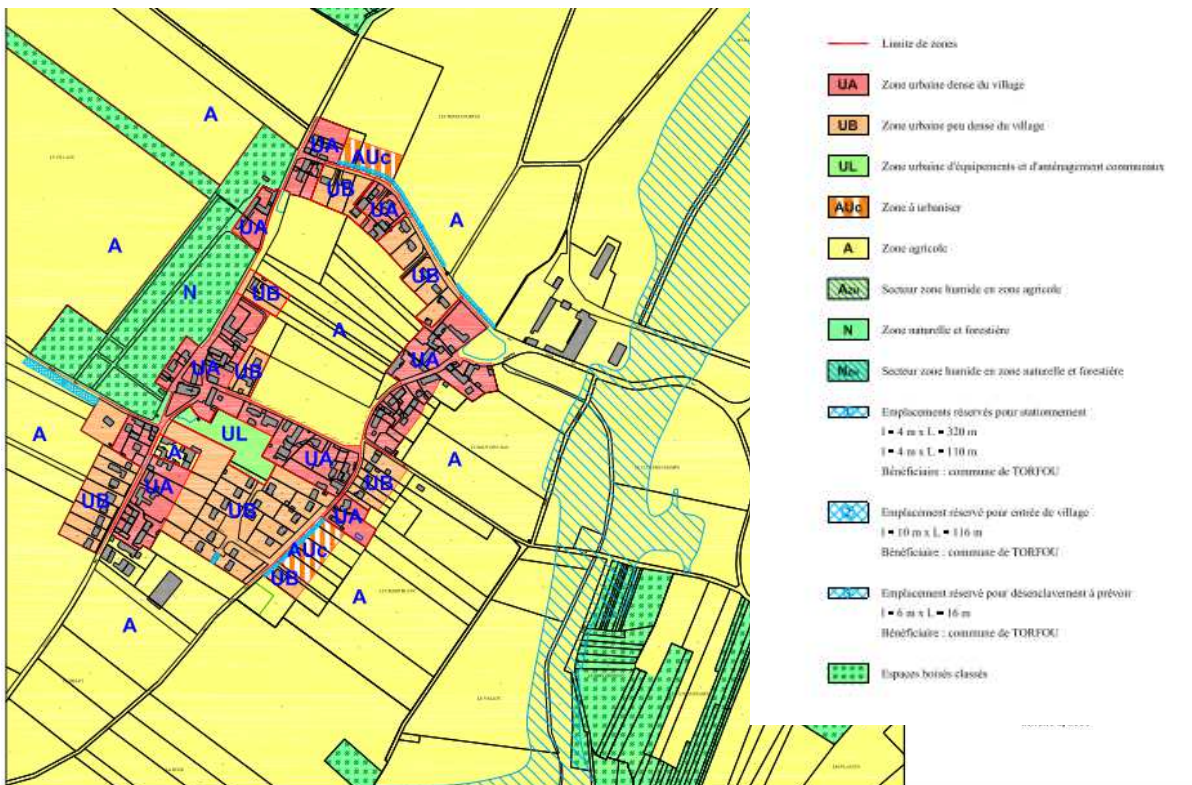 Limite de zones
UA Zone urbaine dense du village
UB Zone urbaine peu dense du village
UL Zone urbaine d'équipements et d'aménagement communaux
AUc Zone à urbaniser
A Zone agricole
Azh Secteur zone humide en zone agricole
N Zone naturelle et forestière
Nzh Secteur zone humide en zone naturelle et forestière
Emplacements réservés pour stationnement
l = 4 m x L = 320 m
l = 4 m x L = 110 m
Bénéficiaire : commune de TORFOU
Emplacement réservé pour entrée de village
l = 10 m x L = 116 m
Bénéficiaire : commune de TORFOU
Emplacement réservé pour désenclavement à prévoir
l = 6 m x L = 16 m
Bénéficiaire : commune de TORFOU
Espaces boisés classés
A
UA
AUc
UB
UA
UA
A
A
UB
N
UB
A
UA
UA
UB
UL
A
A
UA
A
UB
UA
UB
UB
UA
AUc
UB
A
A
LE VILLAGE